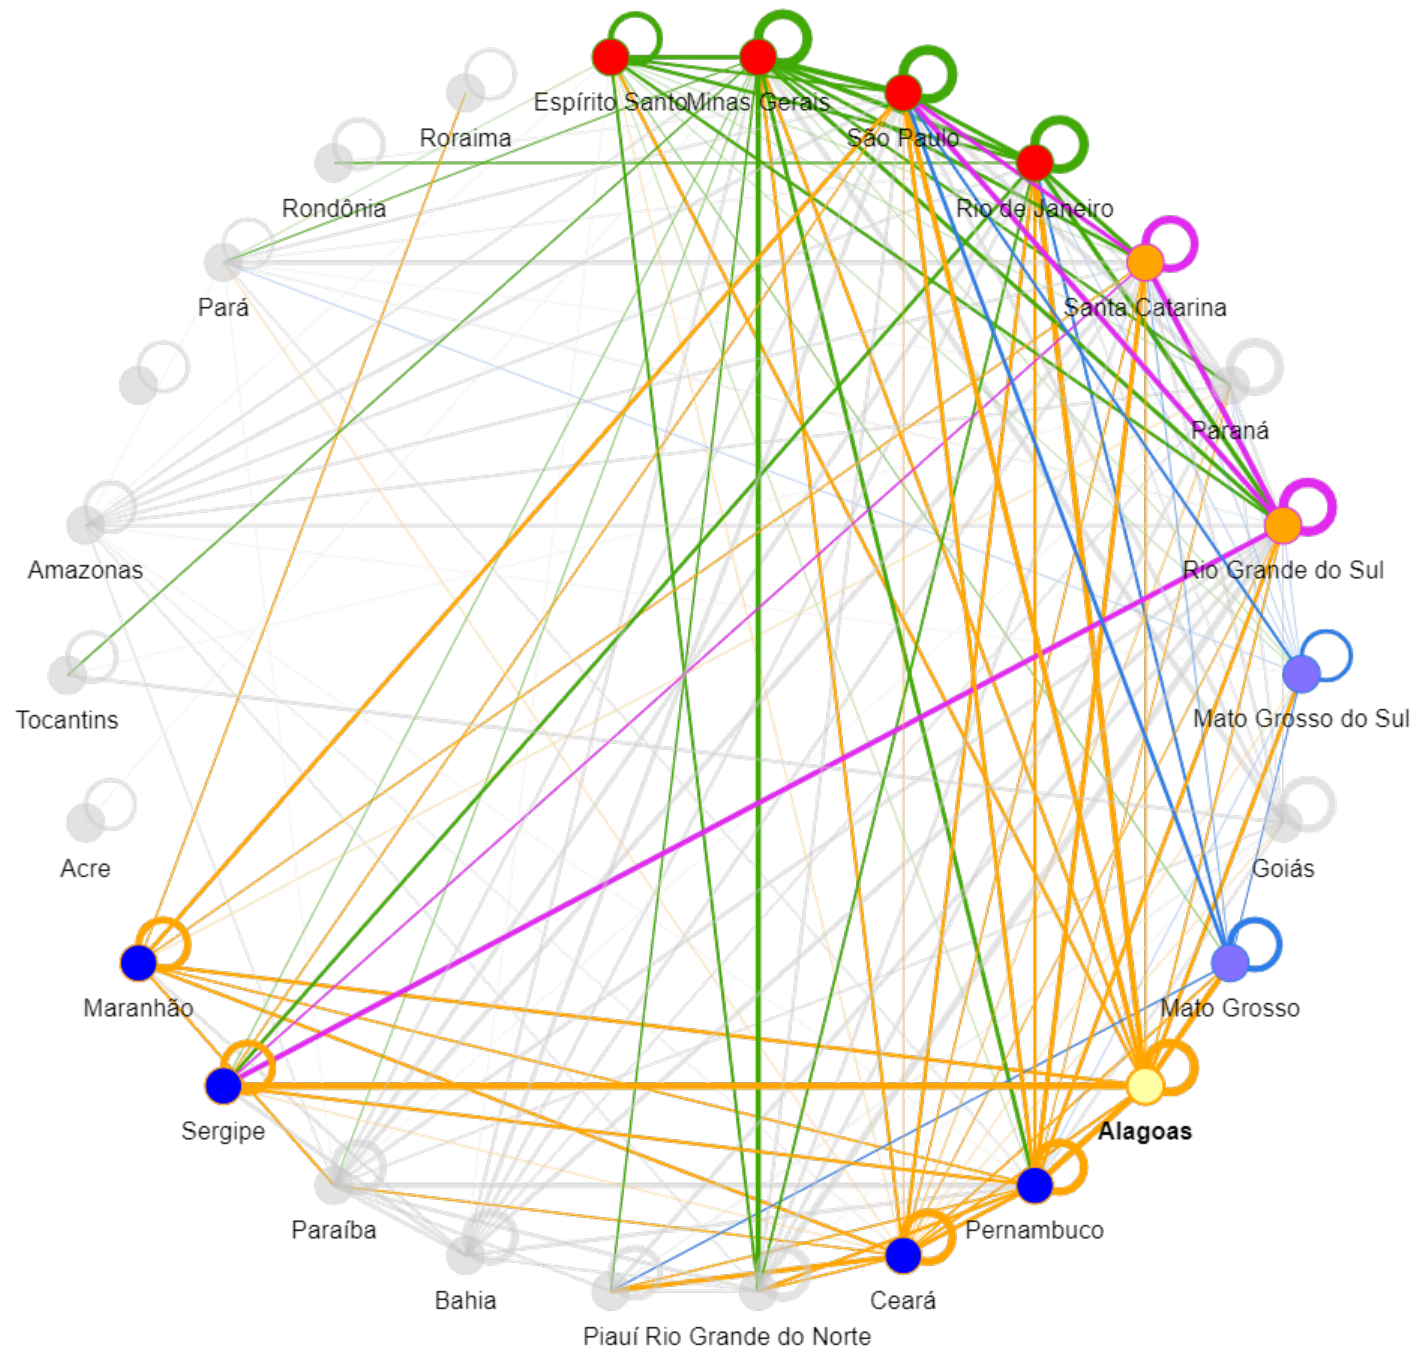 Espírito Santo
Minas Gerais
Roraima
São Paulo
Rondônia
Rio de Janeiro
Pará
Santa Catarina
Paraná
Amazonas
Rio Grande do Sul
Tocantins
Mato Grosso do Sul
Acre
Goiás
Maranhão
Mato Grosso
Sergipe
Alagoas
Paraíba
Pernambuco
Bahia
Ceará
Piauí
Rio Grande do Norte